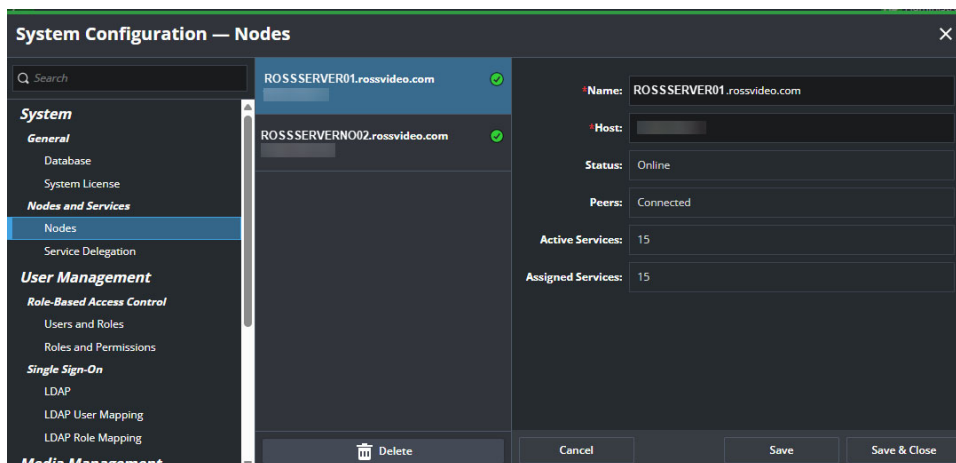 System Configuration — Nodes
Search
System
General
Database
System License
Nodes and Services
Nodes
Service Delegation
User Management
Role-Based Access Control
Users and Roles
Roles and Permissions
Single Sign-On
LDAP
LDAP User Mapping
LDAP Role Mapping
Media Management
ROSSSERVER01.rossvideo.com
ROSSSERVERNO02.rossvideo.com
Delete
*Name: ROSSSERVER01.rossvideo.com
*Host:
Status: Online
Peers: Connected
Active Services: 15
Assigned Services: 15
Cancel
Save
Save & Close